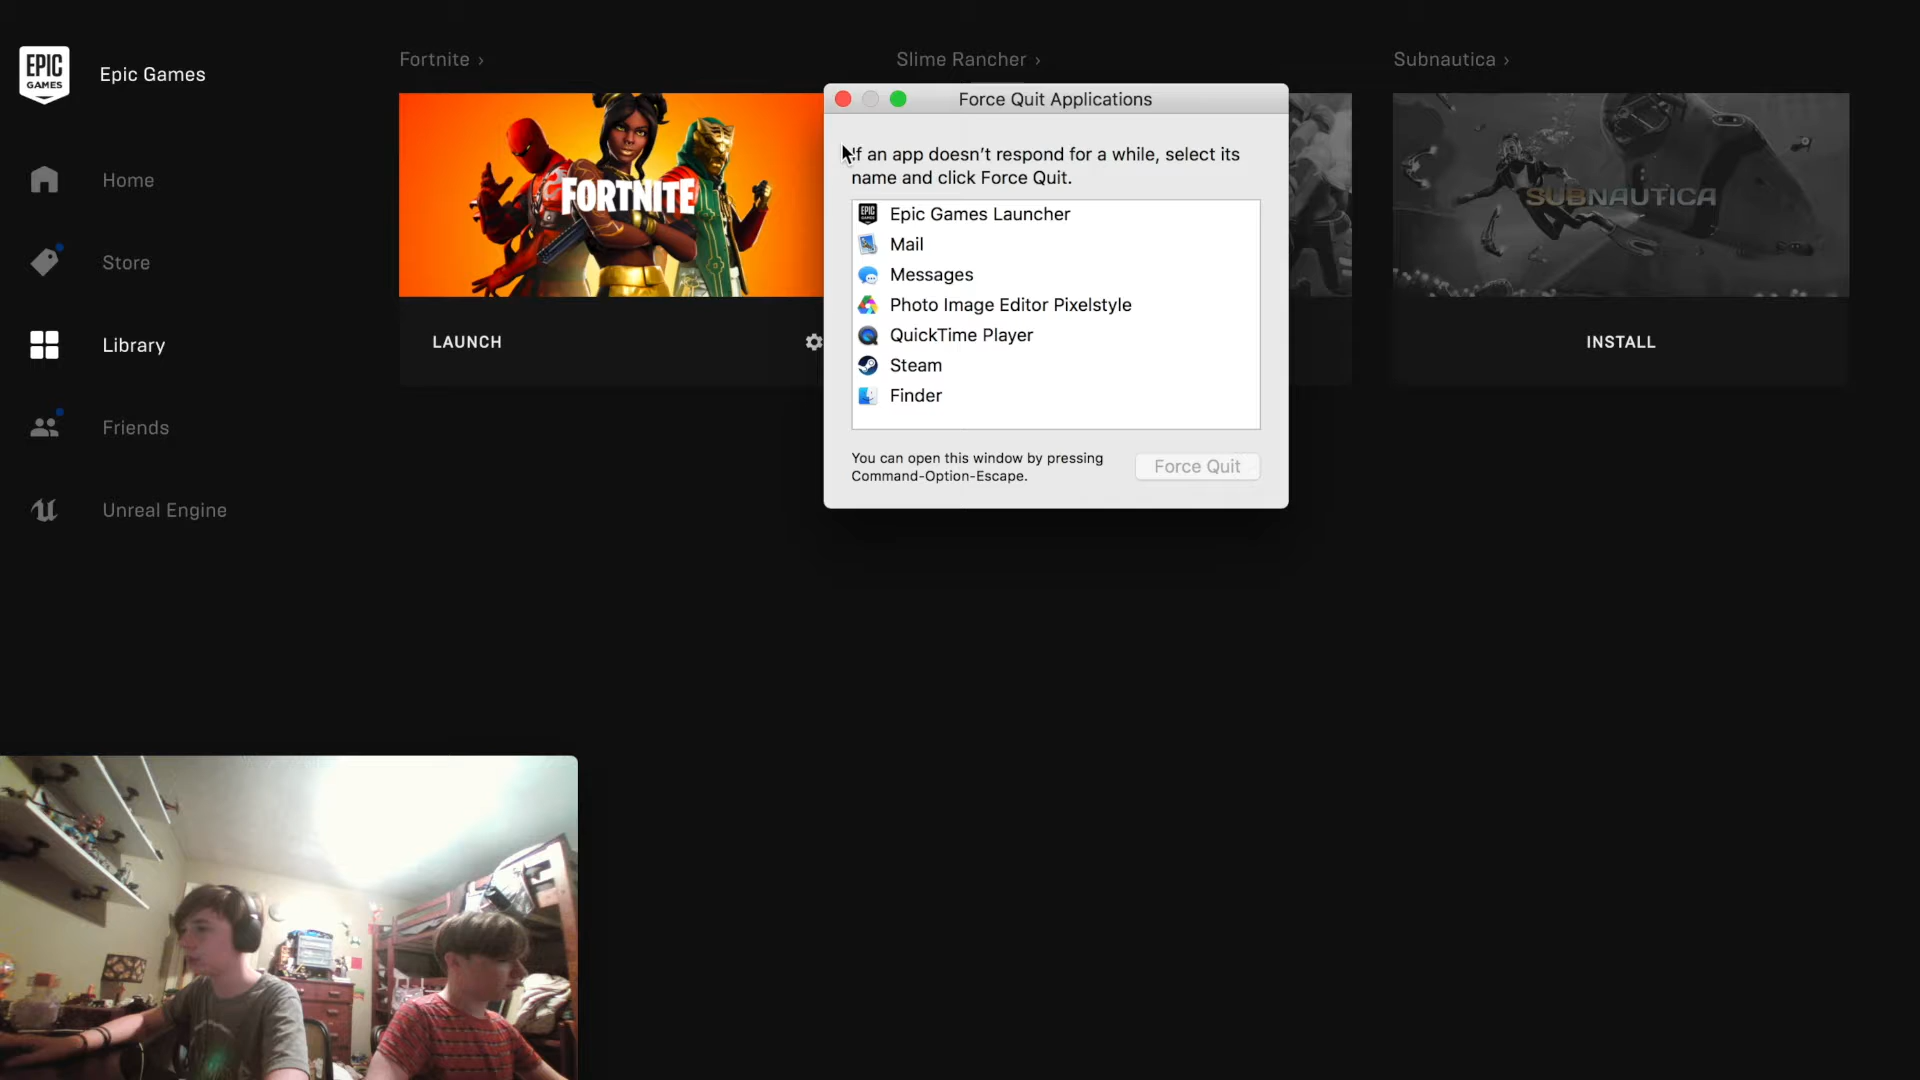 EPIC
GAMES
Epic Games
Home
Store
Library
Friends
Unreal Engine
Fortnite ›
Slime Rancher ›
Subnautica ›
FORTNITE
SUBNAUTICA
LAUNCH
INSTALL
Force Quit Applications
If an app doesn't respond for a while, select its
name and click Force Quit.
Epic Games Launcher
Mail
Messages
Photo Image Editor Pixelstyle
QuickTime Player
Steam
Finder
You can open this window by pressing
Command-Option-Escape.
Force Quit